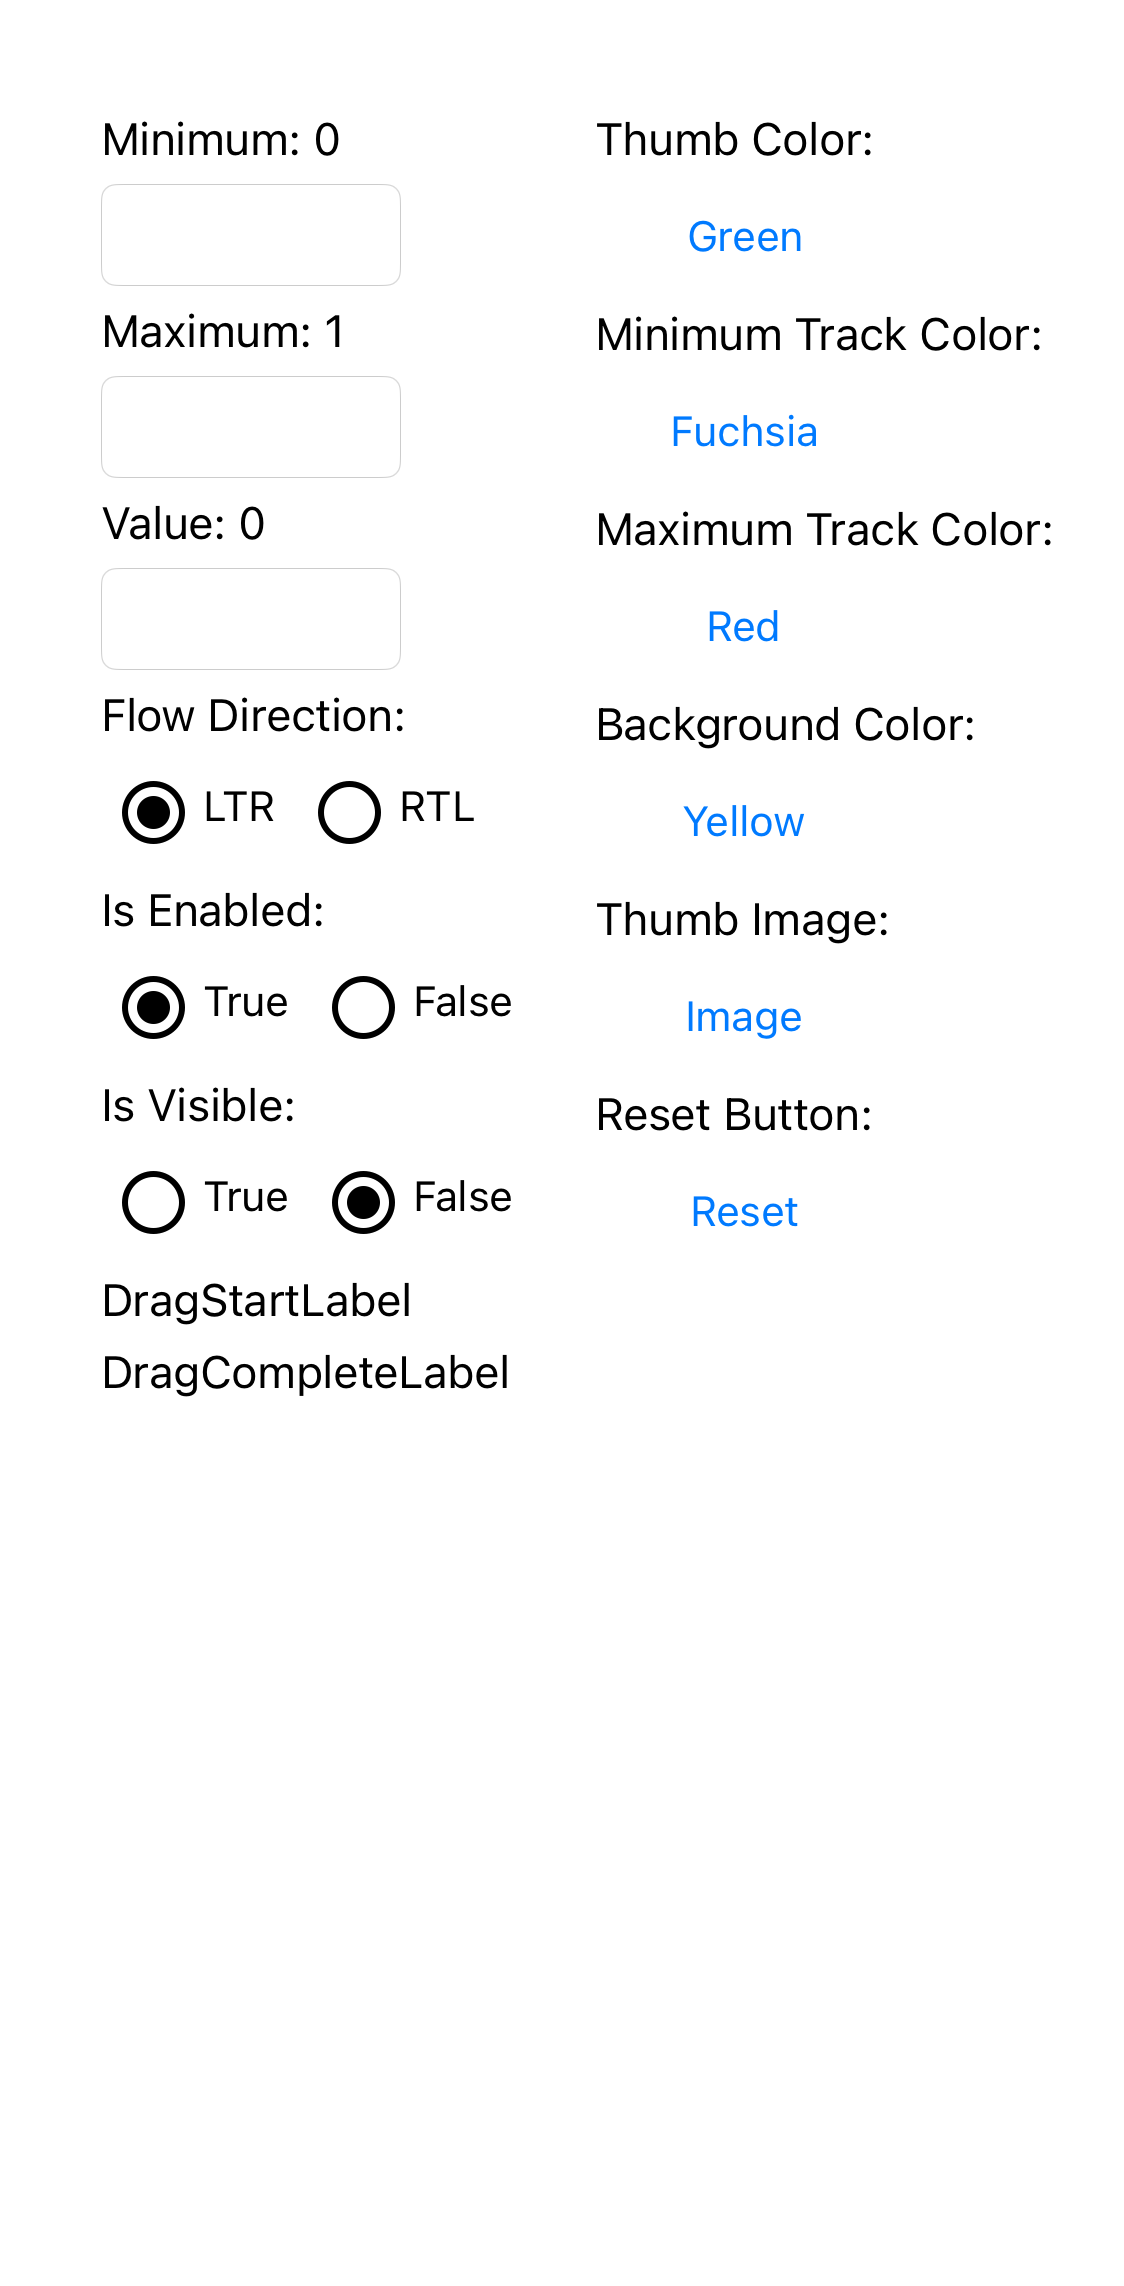 Minimum: 0
Maximum: 1
Value: 0
Flow Direction:
LTR RTL
Is Enabled:
True False
Is Visible:
True False
DragStartLabel
DragCompleteLabel
Thumb Color:
Green
Minimum Track Color:
Fuchsia
Maximum Track Color:
Red
Background Color:
Yellow
Thumb Image:
Image
Reset Button:
Reset